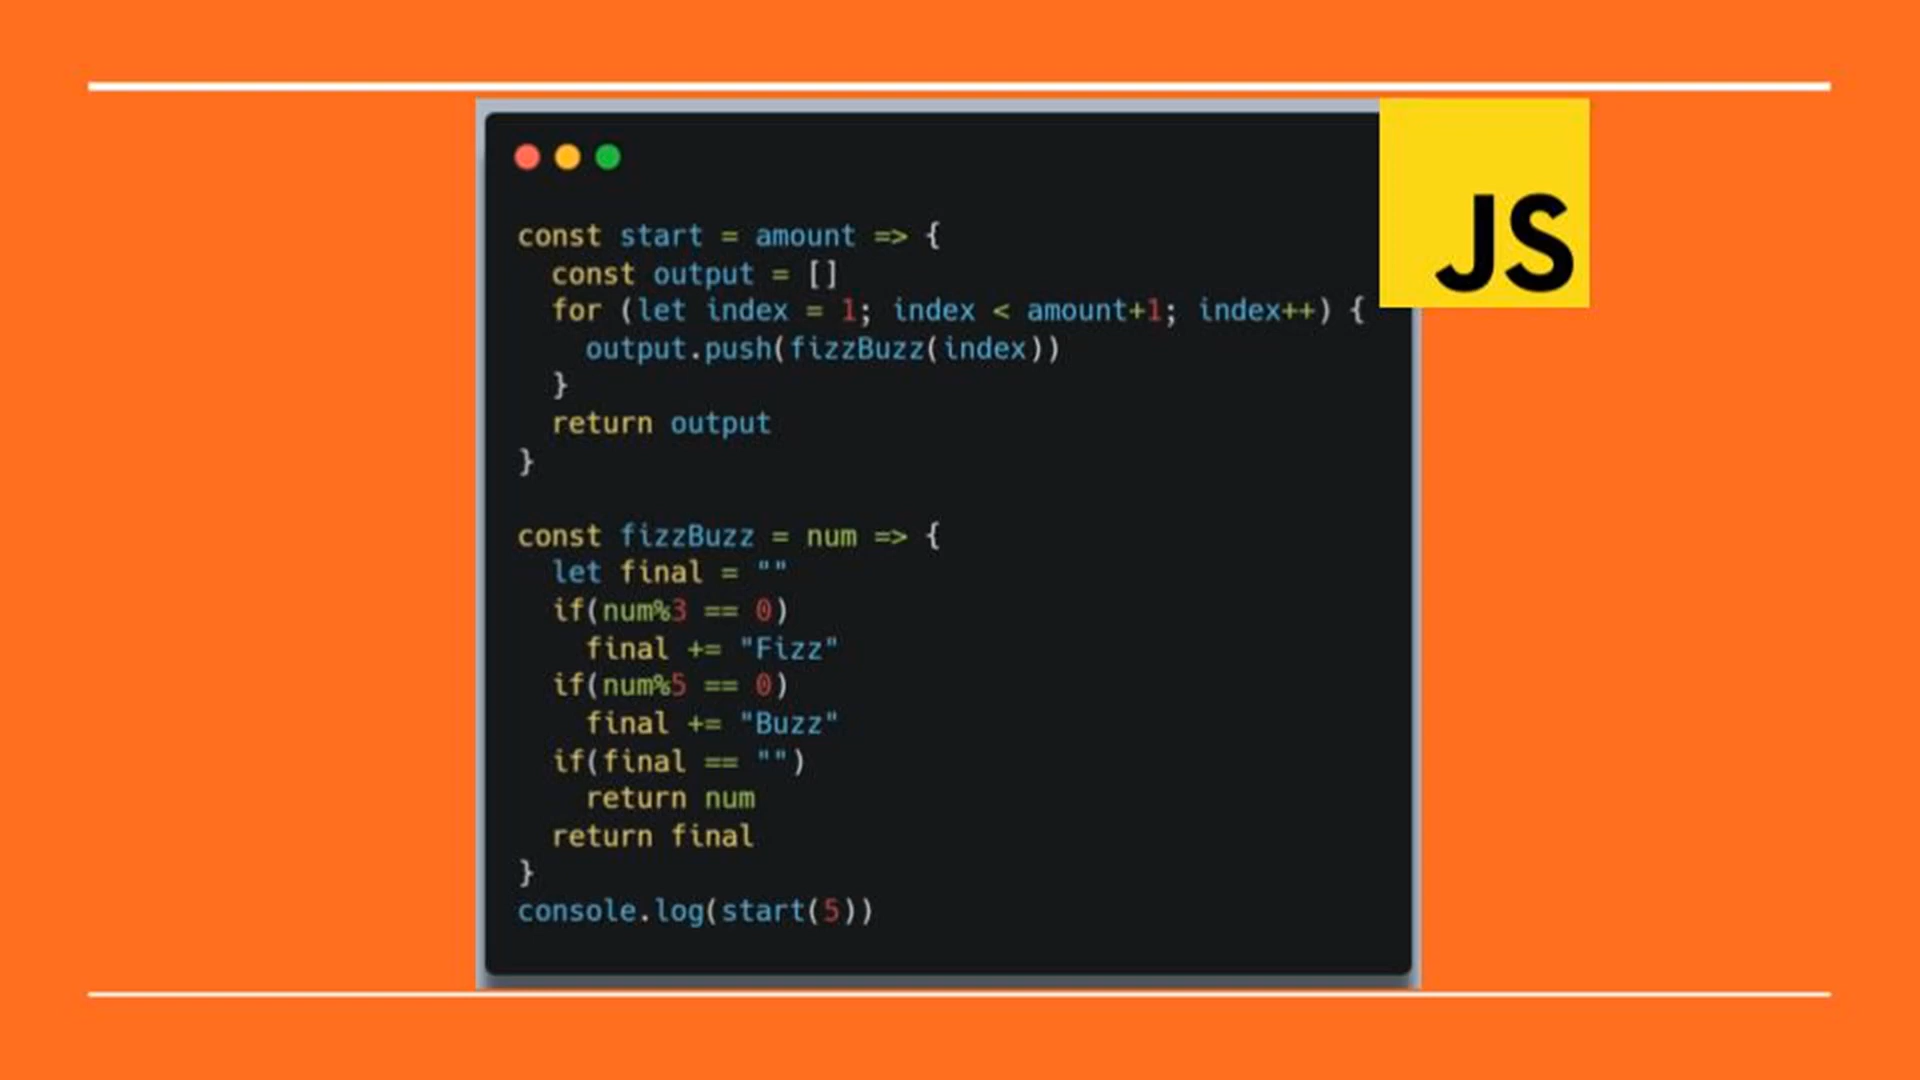 JS
const start = amount => {
  const output = []
  for (let index = 1; index < amount+1; index++) {
    output.push(fizzBuzz(index))
  }
  return output
}

const fizzBuzz = num => {
  let final = ""
  if(num%3 == 0)
    final += "Fizz"
  if(num%5 == 0)
    final += "Buzz"
  if(final == "")
    return num
  return final
}
console.log(start(5))